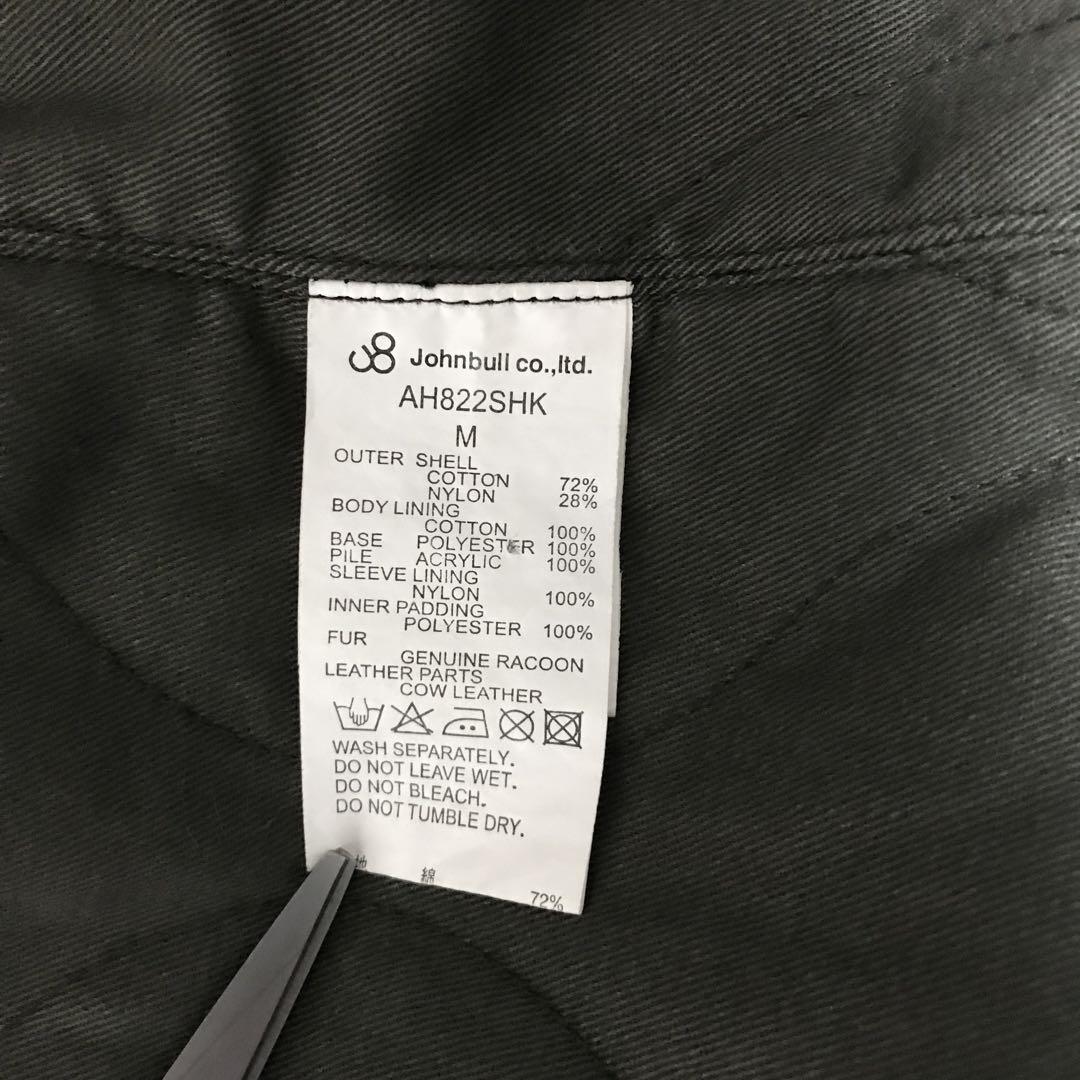 Johnbull co.,ltd.
AH822SHK
M
OUTER SHELL
COTTON 72%
NYLON 28%
BODY LINING
COTTON 100%
BASE POLYESTER 100%
PILE ACRYLIC 100%
SLEEVE LINING
NYLON 100%
INNER PADDING
POLYESTER 100%
FUR
GENUINE RACOON
LEATHER PARTS
COW LEATHER
WASH SEPARATELY.
DO NOT LEAVE WET.
DO NOT BLEACH.
DO NOT TUMBLE DRY.
地 綿 72%